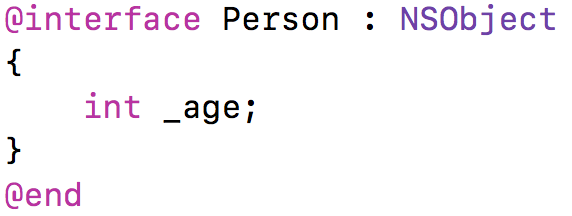 @interface Person : NSObject
{
    int _age;
}
@end